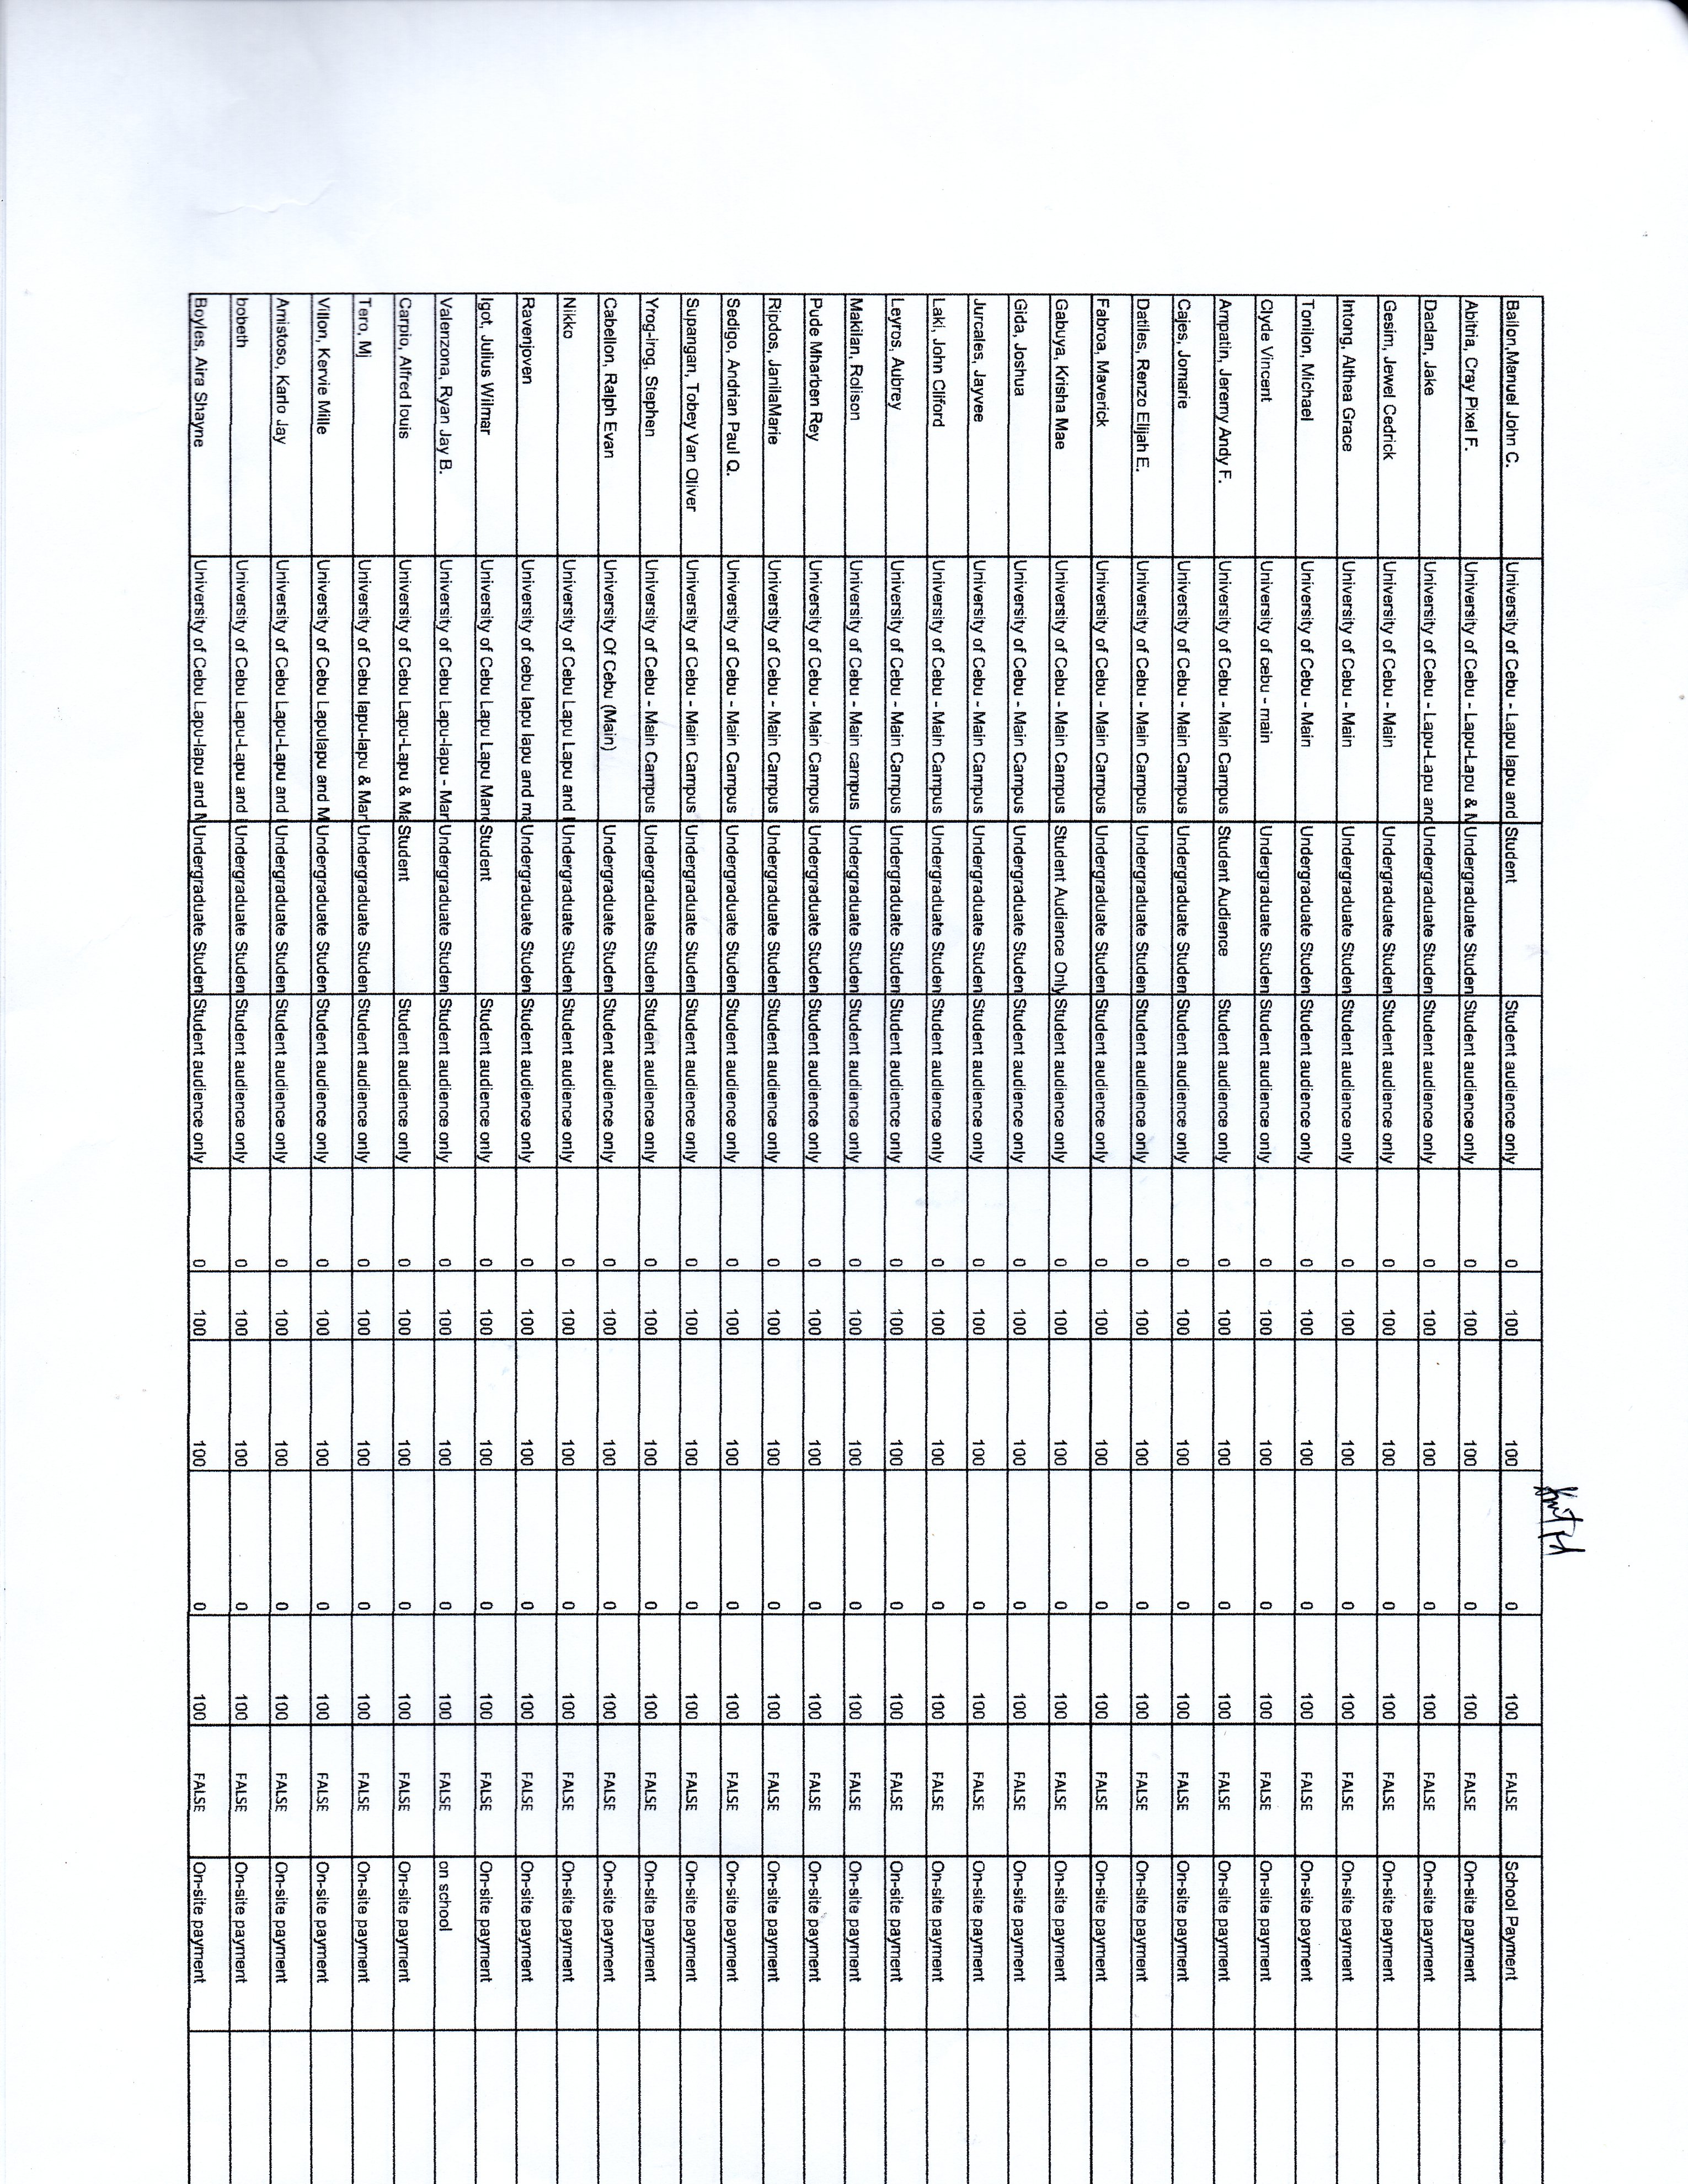 Bailon,Manuel John C. University of Cebu - Lapu lapu and Student Student audience only 0 100 100 0 100 FALSE School Payment
Abitria, Cray Pixel F. University of Cebu - Lapu-Lapu & M Undergraduate Studen Student audience only 0 100 100 0 100 FALSE On-site payment
Dadlan, Jake University of Cebu - Lapu-Lapu and Undergraduate Studen Student audience only 0 100 100 0 100 FALSE On-site payment
Gesim, Jewel Cedrick University of Cebu - Main Undergraduate Studen Student audience only 0 100 100 0 100 FALSE On-site payment
Intong, Althea Grace University of Cebu - Main Undergraduate Studen Student audience only 0 100 100 0 100 FALSE On-site payment
Tonilon, Michael University of Cebu - Main Undergraduate Studen Student audience only 0 100 100 0 100 FALSE On-site payment
Clyde Vincent University of cebu - main Undergraduate Studen Student audience only 0 100 100 0 100 FALSE On-site payment
Ampatin, Jeremy Andy F. University of Cebu - Main Campus Student Audience Student audience only 0 100 100 0 100 FALSE On-site payment
Cajes, Jomarie University of Cebu - Main Campus Undergraduate Studen Student audience only 0 100 100 0 100 FALSE On-site payment
Datiles, Renzo Elijah E. University of Cebu - Main Campus Undergraduate Studen Student audience only 0 100 100 0 100 FALSE On-site payment
Fabroa, Maverick University of Cebu - Main Campus Undergraduate Studen Student audience only 0 100 100 0 100 FALSE On-site payment
Gabuya, Krisha Mae University of Cebu - Main Campus Student Audience Only Student audience only 0 100 100 0 100 FALSE On-site payment
Gida, Joshua University of Cebu - Main Campus Undergraduate Studen Student audience only 0 100 100 0 100 FALSE On-site payment
Jurcales, Jayvee University of Cebu - Main Campus Undergraduate Studen Student audience only 0 100 100 0 100 FALSE On-site payment
Laki, John Cliford University of Cebu - Main Campus Undergraduate Studen Student audience only 0 100 100 0 100 FALSE On-site payment
Leyros, Aubrey University of Cebu - Main Campus Undergraduate Studen Student audience only 0 100 100 0 100 FALSE On-site payment
Makilan, Rolison University of Cebu - Main campus Undergraduate Studen Student audience only 0 100 100 0 100 FALSE On-site payment
Pude Mharben Rey University of Cebu - Main Campus Undergraduate Studen Student audience only 0 100 100 0 100 FALSE On-site payment
Ripdos, JanilaMarie University of Cebu - Main Campus Undergraduate Studen Student audience only 0 100 100 0 100 FALSE On-site payment
Sedigo, Andrian Paul Q. University of Cebu - Main Campus Undergraduate Studen Student audience only 0 100 100 0 100 FALSE On-site payment
Supangan, Tobey Van Oliver University of Cebu - Main Campus Undergraduate Studen Student audience only 0 100 100 0 100 FALSE On-site payment
Yrog-irog, Stephen University of Cebu - Main Campus Undergraduate Studen Student audience only 0 100 100 0 100 FALSE On-site payment
Cabellon, Ralph Evan University Of Cebu (Main) Undergraduate Studen Student audience only 0 100 100 0 100 FALSE On-site payment
Nikko University of Cebu Lapu Lapu and Undergraduate Studen Student audience only 0 100 100 0 100 FALSE On-site payment
Ravenjoven University of cebu lapu lapu and ma Undergraduate Studen Student audience only 0 100 100 0 100 FALSE On-site payment
Igot, Julius Wilmar University of Cebu Lapu Lapu Mand Student Student audience only 0 100 100 0 100 FALSE On-site payment
Valenzona, Ryan Jay B. University of Cebu Lapu-lapu - Man Undergraduate Studen Student audience only 0 100 100 0 100 FALSE on school
Carpio, Alfred louis University of Cebu Lapu-Lapu & Ma Student Student audience only 0 100 100 0 100 FALSE On-site payment
Tero, Mj University of Cebu lapu-lapu & Man Undergraduate Studen Student audience only 0 100 100 0 100 FALSE On-site payment
Villon, Kervie Mille University of Cebu Lapulapu and M Undergraduate Studen Student audience only 0 100 100 0 100 FALSE On-site payment
Amistoso, Karlo Jay University of Cebu Lapu-Lapu and Undergraduate Studen Student audience only 0 100 100 0 100 FALSE On-site payment
bobeth University of Cebu Lapu-Lapu and Undergraduate Studen Student audience only 0 100 100 0 100 FALSE On-site payment
Boyles, Aira Shayne University of Cebu Lapu-lapu and M Undergraduate Studen Student audience only 0 100 100 0 100 FALSE On-site payment